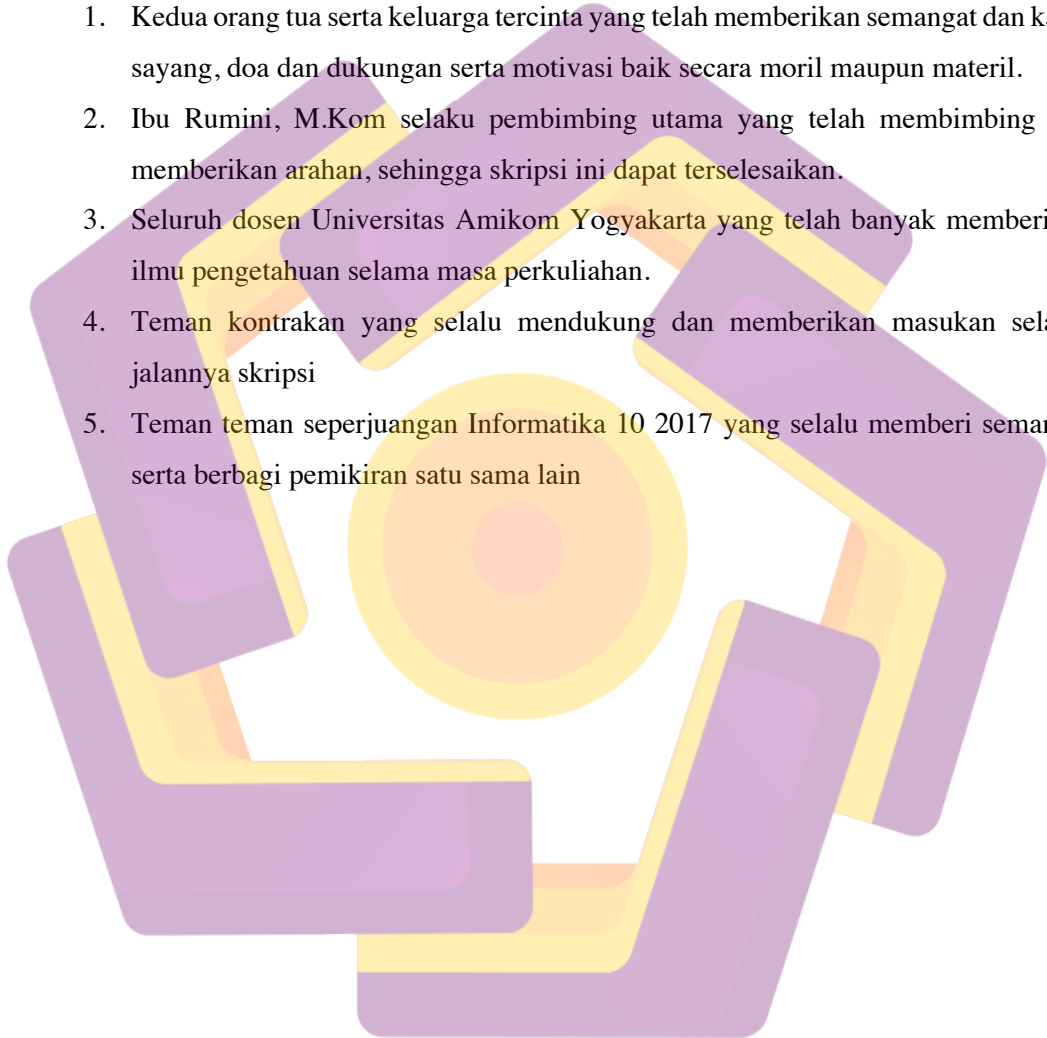 1. Kedua orang tua serta keluarga tercinta yang telah memberikan semangat dan ka
sayang, doa dan dukungan serta motivasi baik secara moril maupun materil.
2. Ibu Rumini, M.Kom selaku pembimbing utama yang telah membimbing
memberikan arahan, sehingga skripsi ini dapat terselesaikan.
3. Seluruh dosen Universitas Amikom Yogyakarta yang telah banyak memberi
ilmu pengetahuan selama masa perkuliahan.
4. Teman kontrakan yang selalu mendukung dan memberikan masukan sela
jalannya skripsi
5. Teman teman seperjuangan Informatika 10 2017 yang selalu memberi semar
serta berbagi pemikiran satu sama lain